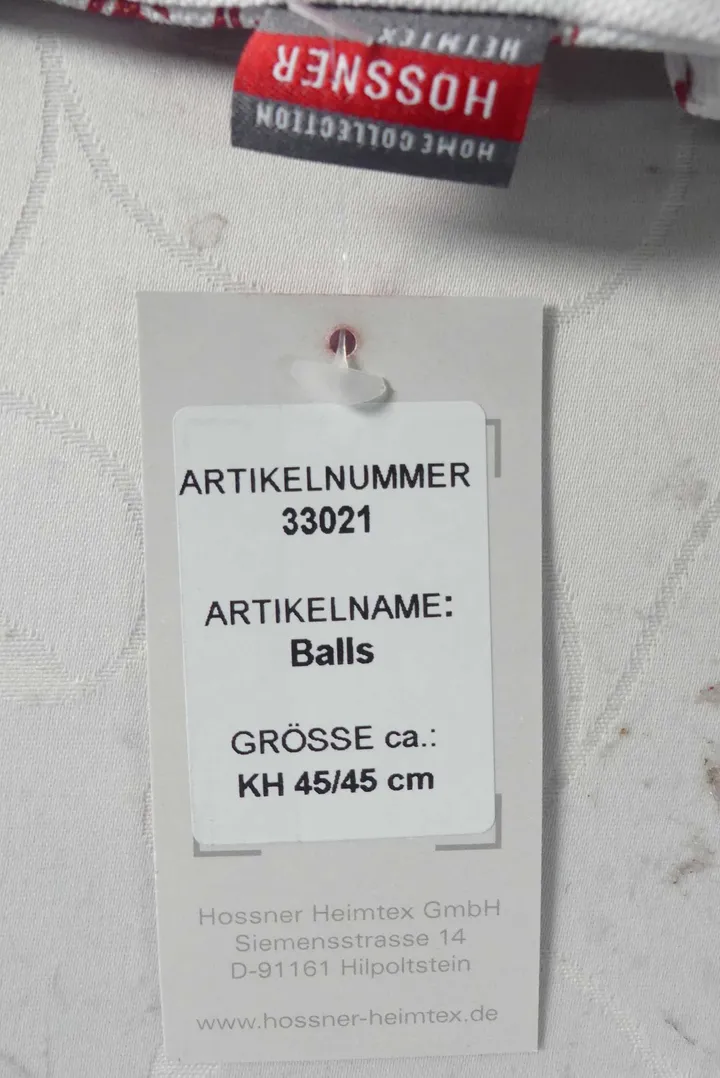 HEIMTEX
HOSSNER
HOME COLLECTION
ARTIKELNUMMER
33021
ARTIKELNAME:
Balls
GRÖSSE ca.:
KH 45/45 cm
Hossner Heimtex GmbH
Siemensstrasse 14
D-91161 Hilpoltstein
www.hossner-heimtex.de